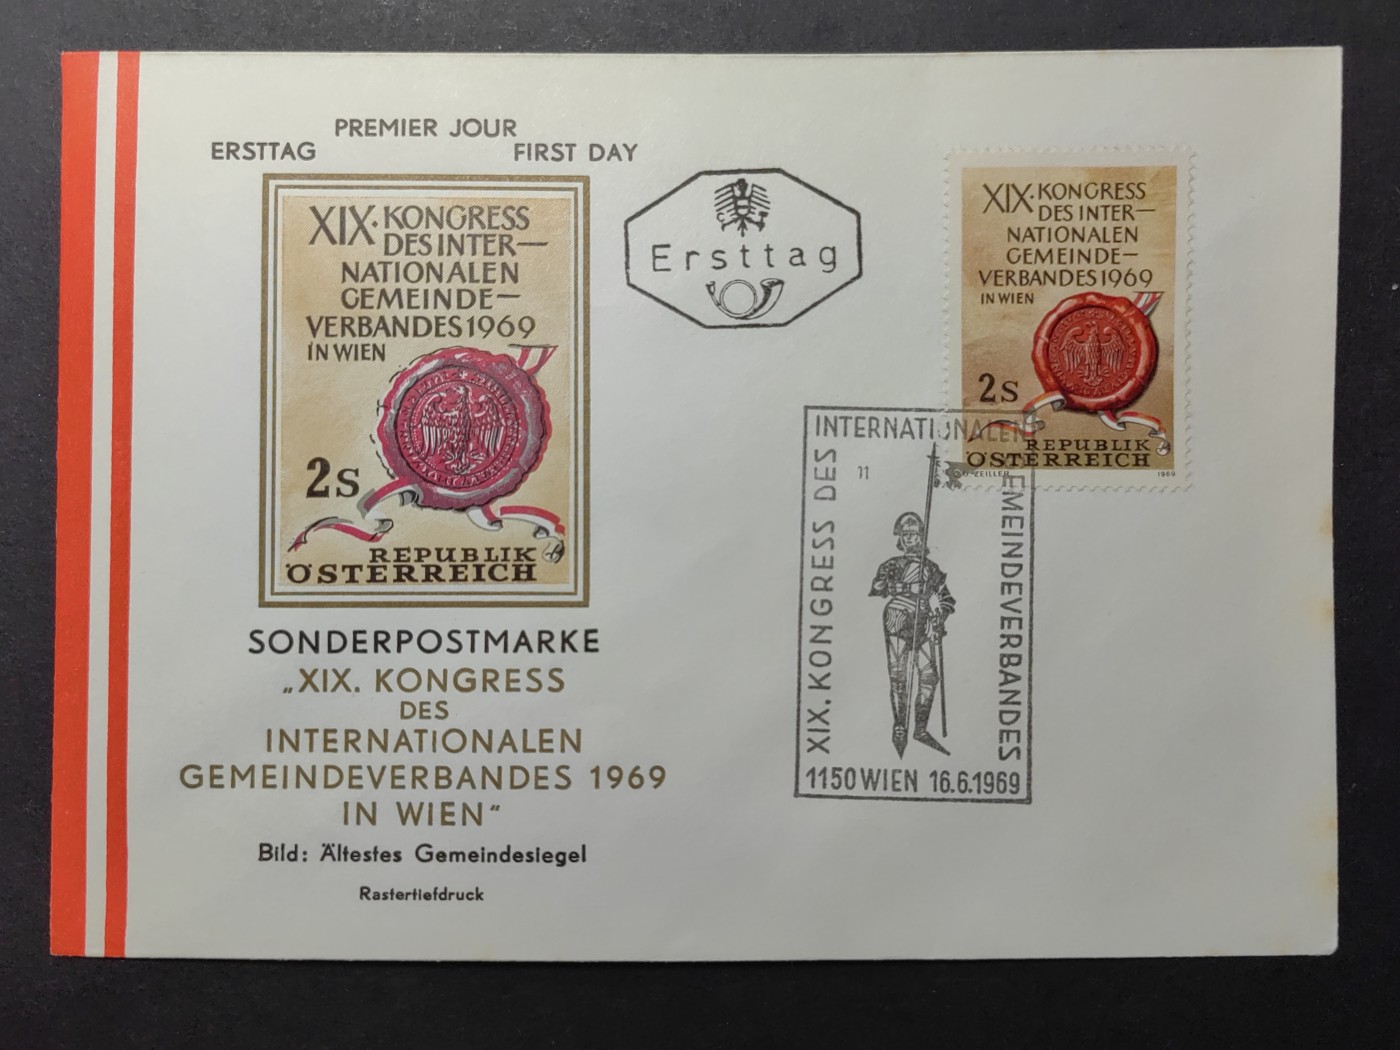 PREMIER JOUR
ERSTTAG FIRST DAY
XIX. KONGRESS
DES INTER—
NATIONALEN
GEMEINDE—
VERBANDES 1969
IN WIEN
2S
REPUBLIK
ÖSTERREICH
SONDERPOSTMARKE
„XIX. KONGRESS
DES
INTERNATIONALEN
GEMEINDEVERBANDES 1969
IN WIEN“
Bild: Ältestes Gemeindesiegel
Rastertiefdruck
Ersttag
XIX. KONGRESS
DES INTER—
NATIONALEN
GEMEINDE—
VERBANDES 1969
IN WIEN
2S
REPUBLIK
ÖSTERREICH
O. ZEILLER 1969
XIX. KONGRESS DES
INTERNATIONALEN
GEMEINDEVERBANDES
11
1150 WIEN 16.6.1969